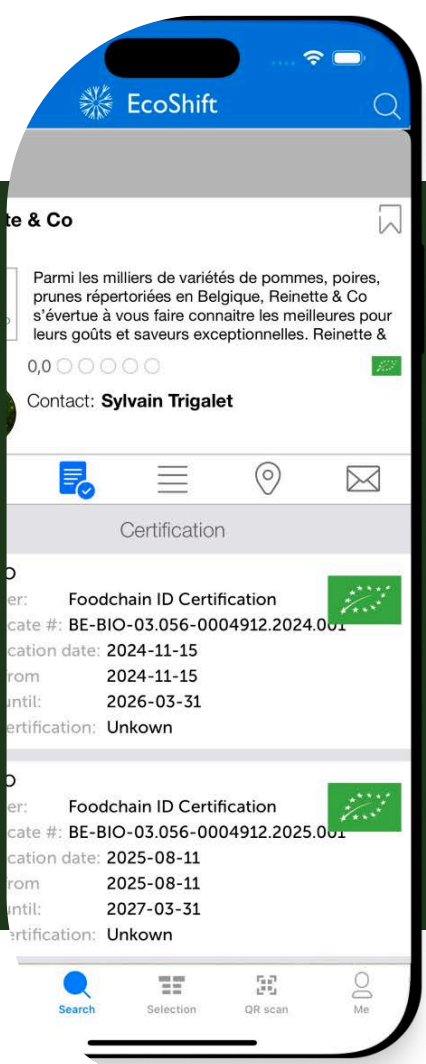 EcoShift
te & Co
Parmi les milliers de variétés de pommes, poires,
prunes répertoriées en Belgique, Reinette & Co
s'évertue à vous faire connaitre les meilleures pour
leurs goûts et saveurs exceptionnelles. Reinette &
0,0
Contact: Sylvain Trigalet
Certification
O
er: Foodchain ID Certification
cate #: BE-BIO-03.056-0004912.2024.001
cation date: 2024-11-15
rom 2024-11-15
until: 2026-03-31
ertification: Unkown
O
er: Foodchain ID Certification
cate #: BE-BIO-03.056-0004912.2025.001
cation date: 2025-08-11
rom 2025-08-11
until: 2027-03-31
ertification: Unkown
Search Selection QR scan Me